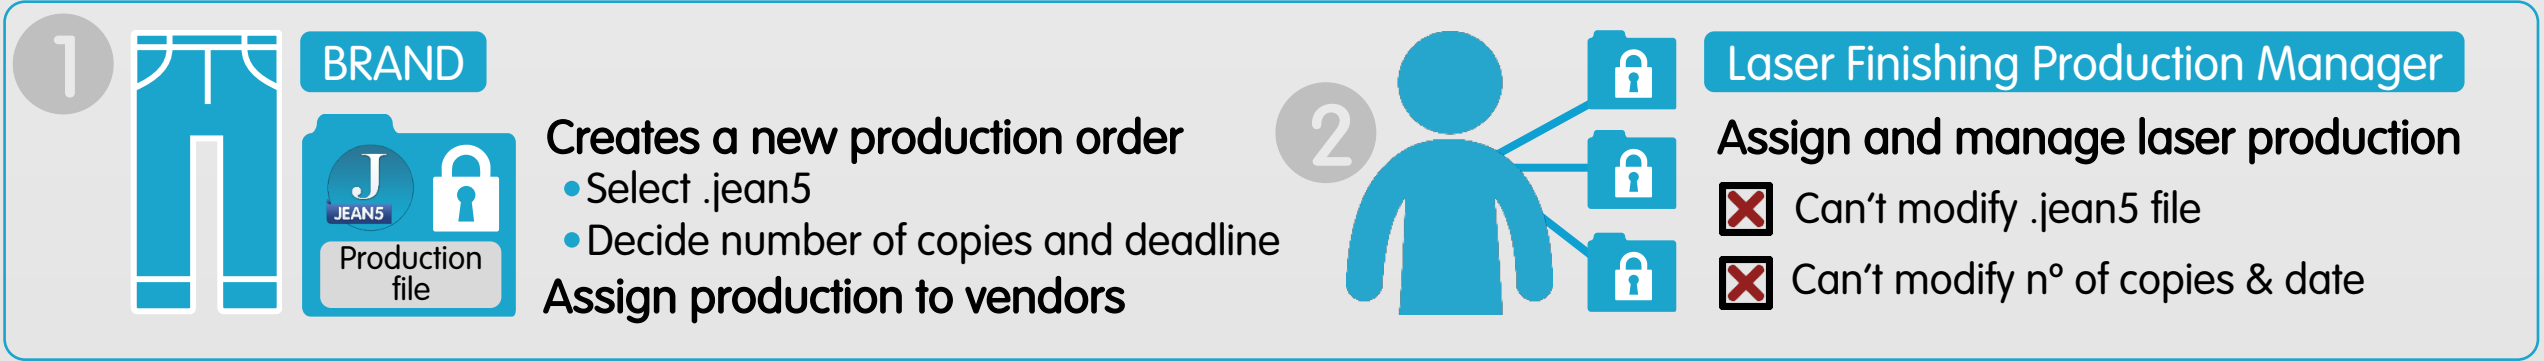 1
BRAND
J
JEAN5
Production
file
Creates a new production order
•Select .jean5
•Decide number of copies and deadline
Assign production to vendors
2
Laser Finishing Production Manager
Assign and manage laser production
Can't modify .jean5 file
Can't modify nº of copies & date